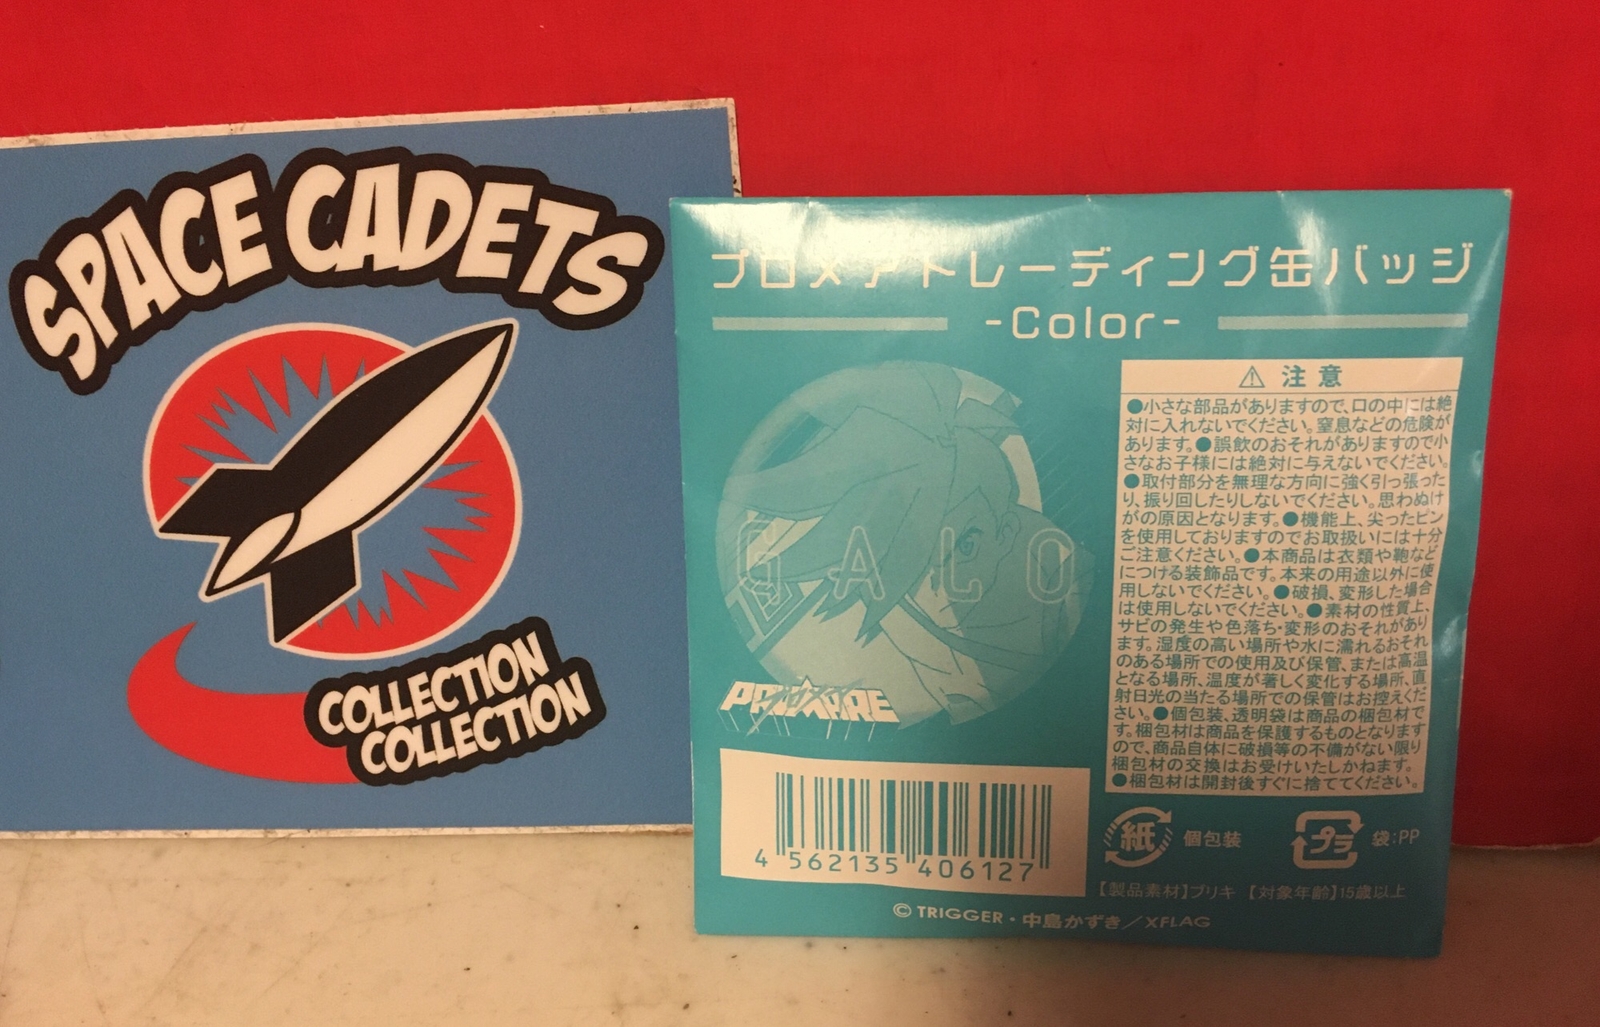 SPACE CADETS
COLLECTION
COLLECTION
プロメアトレーディング缶バッジ
-Color-
GALO
PROMARE
4 562135 406127
⚠ 注意
●小さな部品がありますので、口の中には絶
対に入れないでください。窒息などの危険が
あります。●誤飲のおそれがありますので小
さなお子様には絶対に与えないでください。
●取付部分を無理な方向に強く引っ張った
り、振り回したりしないでください。思わぬけ
がの原因となります。●機能上、尖ったピン
を使用しておりますのでお取扱いには十分
ご注意ください。●本商品は衣類や鞄など
につける装飾品です。本来の用途以外に使
用しないでください。●破損、変形した場合
は使用しないでください。●素材の性質上、
サビの発生や色落ち・変形のおそれがあり
ます。湿度の高い場所や水に濡れるおそれ
のある場所での使用及び保管、または高温
となる場所、温度が著しく変化する場所、直
射日光の当たる場所での保管はお控えくだ
さい。●個包装、透明袋は商品の梱包材で
す。梱包材は商品を保護するものとなります
ので、商品自体に破損等の不備がない限り
梱包材の交換はお受けいたしかねます。
●梱包材は開封後すぐに捨ててください。
紙 個包装 プラ 袋:PP
【製品素材】ブリキ 【対象年齢】15歳以上
© TRIGGER・中島かずき/XFLAG